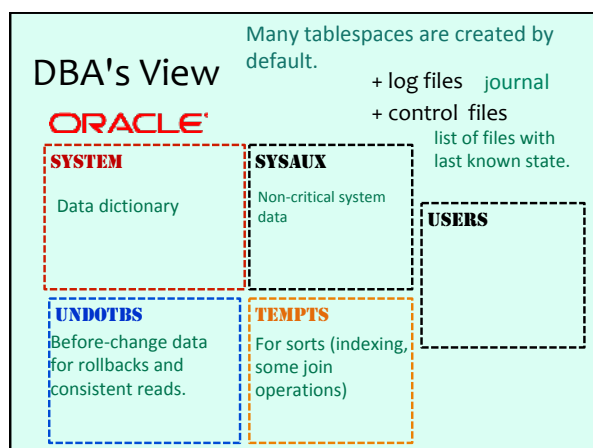 Many tablespaces are created by
default.
DBA's View
+ log files journal
+ control files
list of files with
last known state.
ORACLE
SYSTEM
Data dictionary
SYSAUX
Non-critical system
data
USERS
UNDOTBS
Before-change data
for rollbacks and
consistent reads.
TEMPTS
For sorts (indexing,
some join
operations)